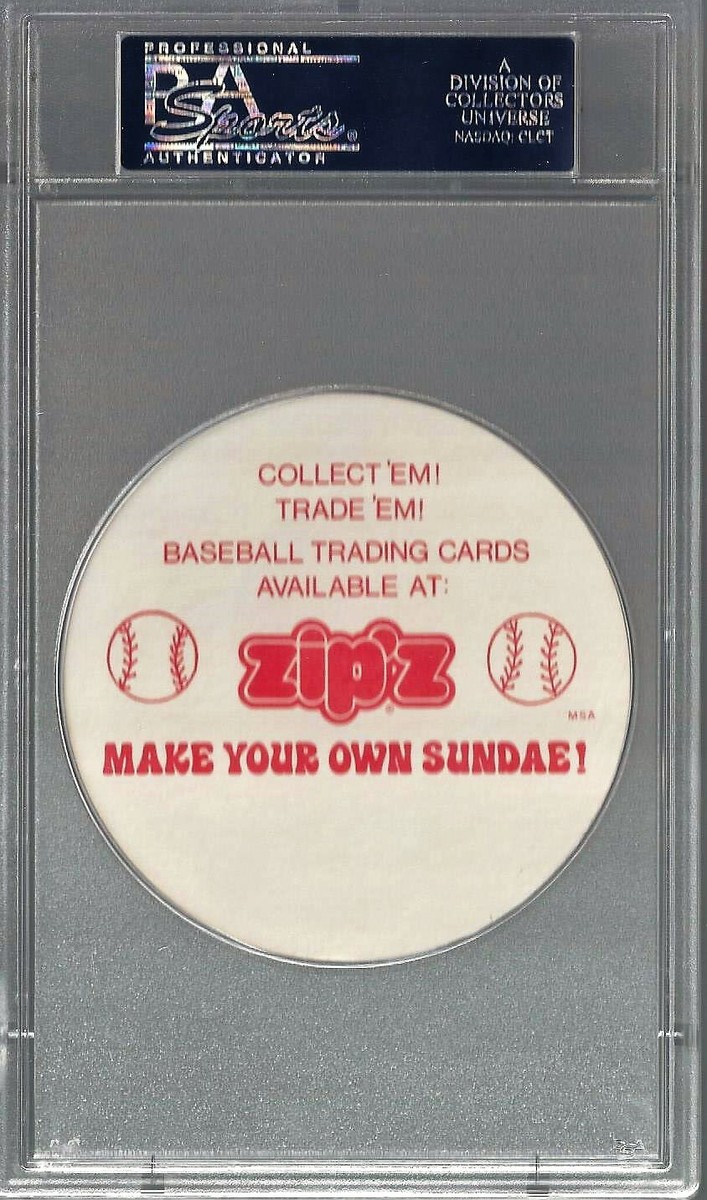 PROFESSIONAL
PSA
Sports®
AUTHENTICATOR
A
DIVISION OF
COLLECTORS
UNIVERSE
NASDAQ: CLCT
COLLECT 'EM!
TRADE 'EM!
BASEBALL TRADING CARDS
AVAILABLE AT:
zip'z®
MSA
MAKE YOUR OWN SUNDAE!
PSA